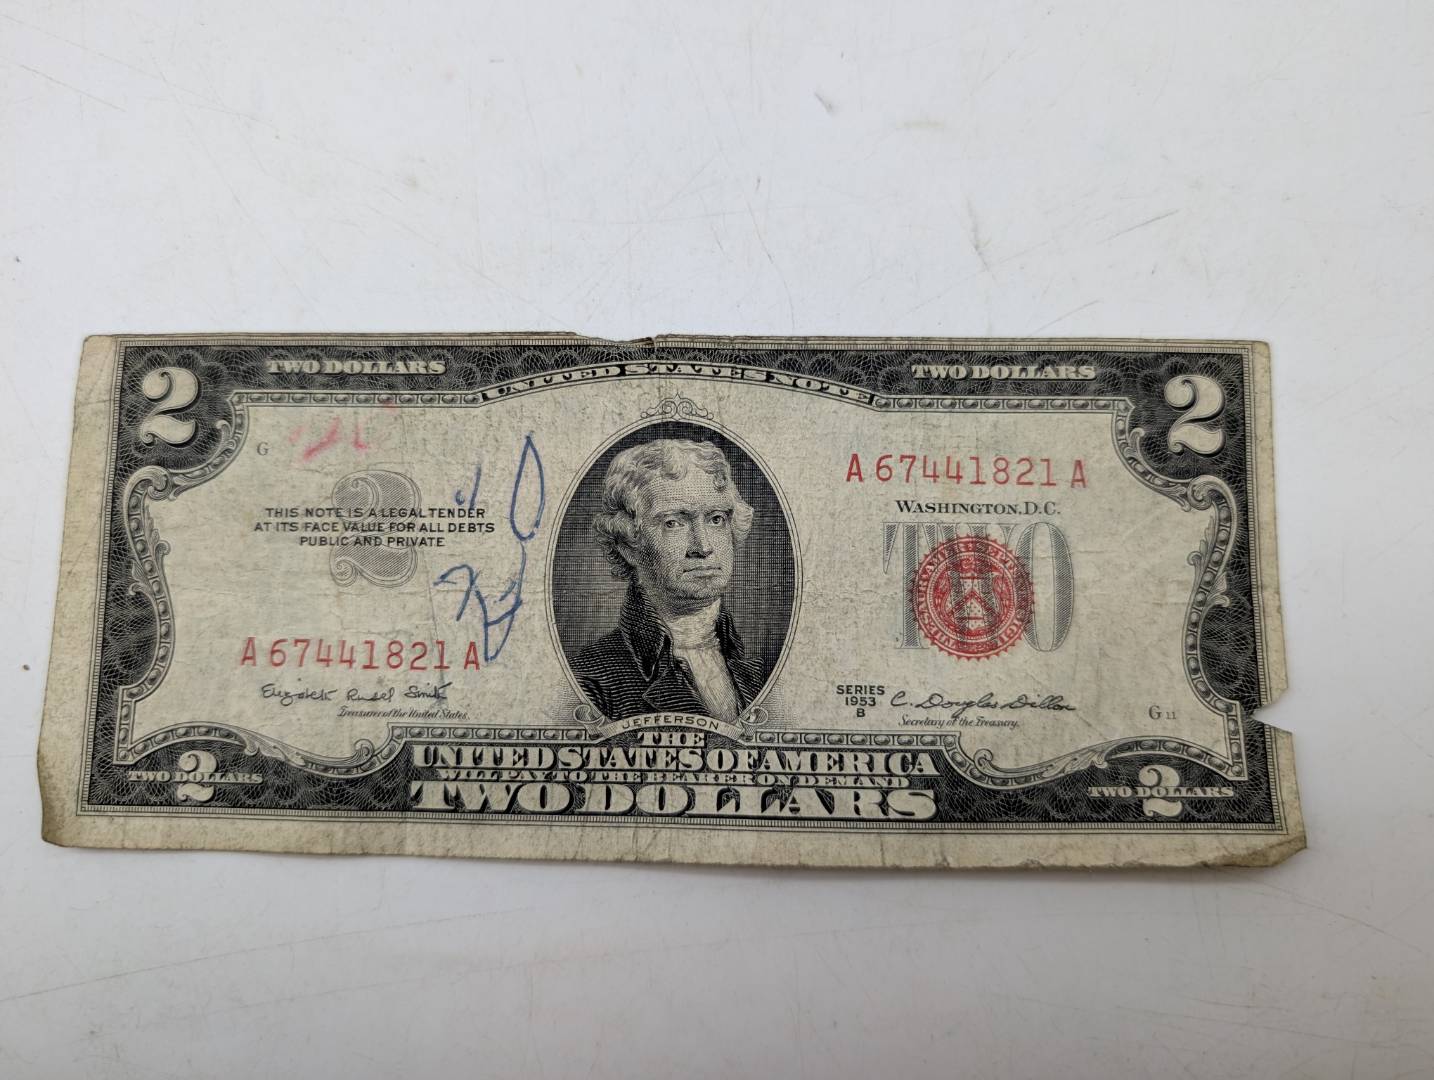 2 TWO DOLLARS UNITED STATES NOTE TWO DOLLARS 2
G
THIS NOTE IS A LEGAL TENDER
AT ITS FACE VALUE FOR ALL DEBTS
PUBLIC AND PRIVATE
2
A 67441821 A
Elizabeth Rudel Smith
Treasurer of the United States.
A 67441821 A
WASHINGTON, D.C.
TWO
SERIES
1953
B
C. Douglas Dillon
Secretary of the Treasury.
G 11
JEFFERSON
THE
UNITED STATES OF AMERICA
WILL PAY TO THE BEARER ON DEMAND
TWO DOLLARS
TWO DOLLARS 2
TWO DOLLARS 2